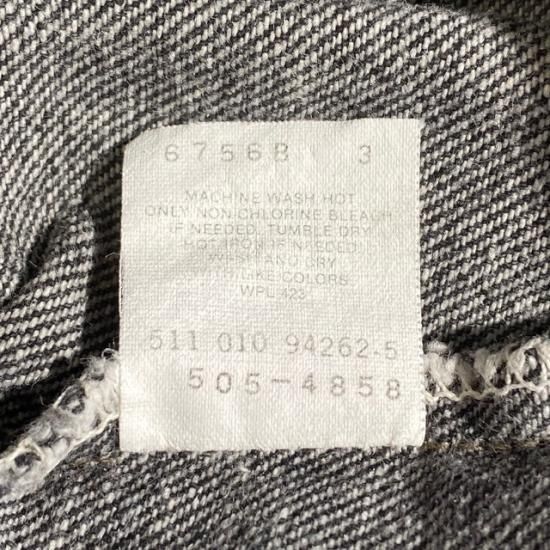 6756B 3
MACHINE WASH HOT
ONLY NON-CHLORINE BLEACH
IF NEEDED. TUMBLE DRY
HOT IRON IF NEEDED.
WASH AND DRY
WITH LIKE COLORS
WPL 423
511 010 94262-5
505-4858